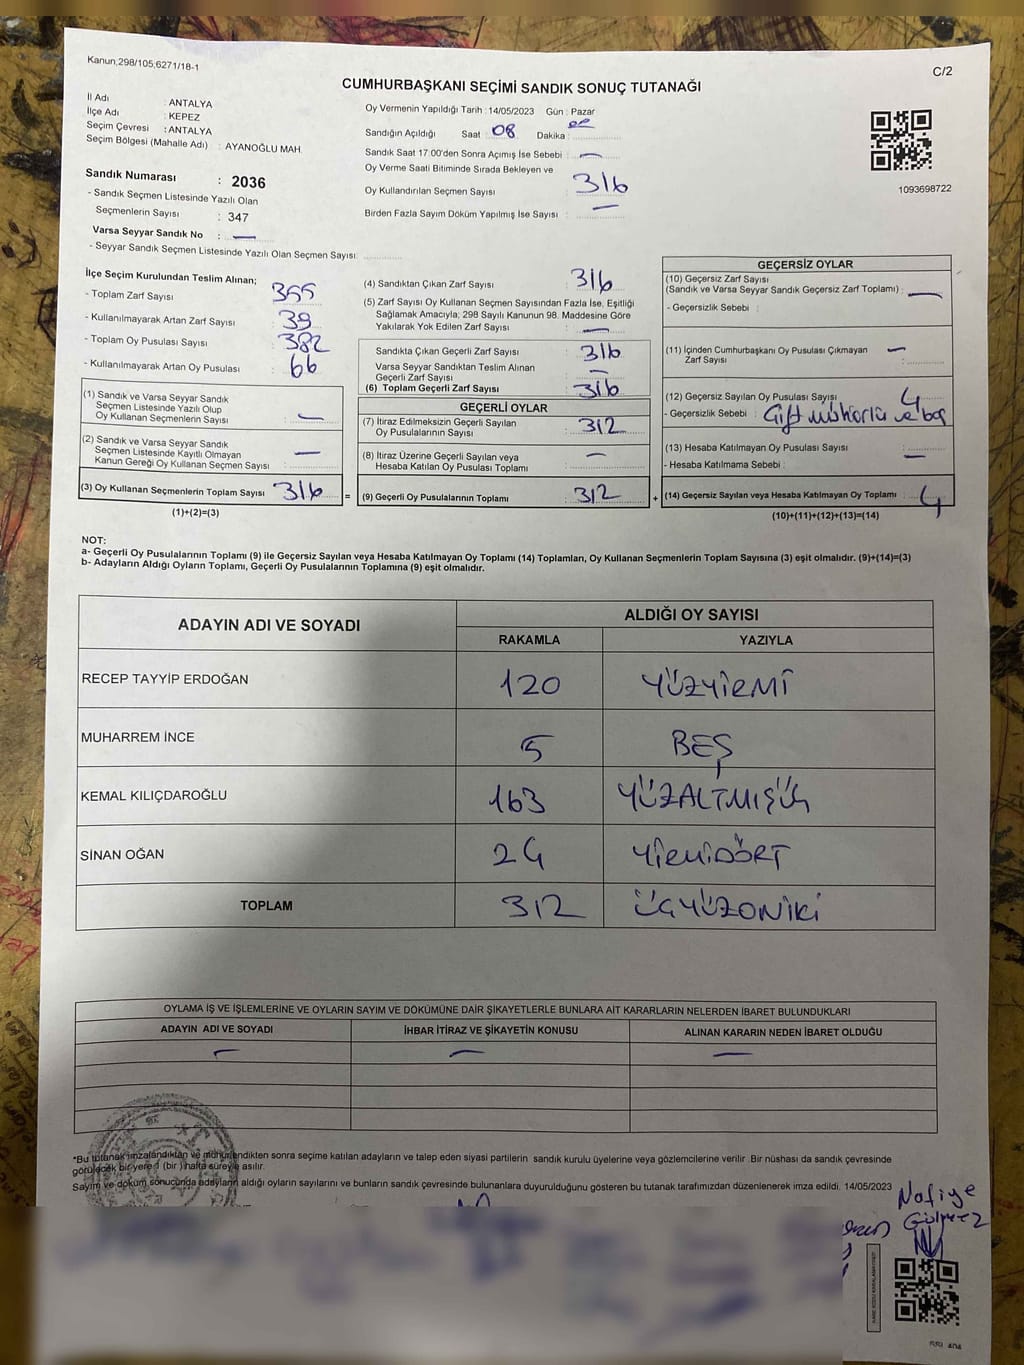 Kanun,298/105,6271/18-1
C/2
CUMHURBAŞKANI SEÇİMİ SANDIK SONUÇ TUTANAĞI
İl Adı : ANTALYA
İlçe Adı : KEPEZ
Seçim Çevresi : ANTALYA
Seçim Bölgesi (Mahalle Adı) : AYANOĞLU MAH.
Sandık Numarası : 2036
- Sandık Seçmen Listesinde Yazılı Olan
Seçmenlerin Sayısı : 347
Varsa Seyyar Sandık No : —
- Seyyar Sandık Seçmen Listesinde Yazılı Olan Seçmen Sayısı:
Oy Vermenin Yapıldığı Tarih : 14/05/2023 Gün : Pazar
Sandığın Açıldığı Saat : 08 Dakika :
Sandık Saat 17:00'den Sonra Açımış İse Sebebi : —
Oy Verme Saati Bitiminde Sırada Bekleyen ve
Oy Kullandırılan Seçmen Sayısı : 316
Birden Fazla Sayım Döküm Yapılmış İse Sayısı : —
1093698722
İlçe Seçim Kurulundan Teslim Alınan;
- Toplam Zarf Sayısı : 355
- Kullanılmayarak Artan Zarf Sayısı : 39
- Toplam Oy Pusulası Sayısı : 382
- Kullanılmayarak Artan Oy Pusulası : 66
(1) Sandık ve Varsa Seyyar Sandık
Seçmen Listesinde Yazılı Olup
Oy Kullanan Seçmenlerin Sayısı : —
(2) Sandık ve Varsa Seyyar Sandık
Seçmen Listesinde Kayıtlı Olmayan
Kanun Gereği Oy Kullanan Seçmen Sayısı : —
(3) Oy Kullanan Seçmenlerin Toplam Sayısı : 316 =
(1)+(2)=(3)
(4) Sandıktan Çıkan Zarf Sayısı : 316
(5) Zarf Sayısı Oy Kullanan Seçmen Sayısından Fazla İse, Eşitliği
Sağlamak Amacıyla; 298 Sayılı Kanunun 98. Maddesine Göre
Yakılarak Yok Edilen Zarf Sayısı : —
Sandıkta Çıkan Geçerli Zarf Sayısı : 316
Varsa Seyyar Sandıktan Teslim Alınan
Geçerli Zarf Sayısı : —
(6) Toplam Geçerli Zarf Sayısı : 316
GEÇERLİ OYLAR
(7) İtiraz Edilmeksizin Geçerli Sayılan
Oy Pusulalarının Sayısı : 312
(8) İtiraz Üzerine Geçerli Sayılan veya
Hesaba Katılan Oy Pusulası Toplamı : —
(9) Geçerli Oy Pusulalarının Toplamı : 312 +
GEÇERSİZ OYLAR
(10) Geçersiz Zarf Sayısı
(Sandık ve Varsa Seyyar Sandık Geçersiz Zarf Toplamı) : —
- Geçersizlik Sebebi :
(11) İçinden Cumhurbaşkanı Oy Pusulası Çıkmayan —
Zarf Sayısı :
(12) Geçersiz Sayılan Oy Pusulası Sayısı : 4
- Geçersizlik Sebebi : Çift mühürlü ve boş
(13) Hesaba Katılmayan Oy Pusulası Sayısı : —
- Hesaba Katılmama Sebebi :
(14) Geçersiz Sayılan veya Hesaba Katılmayan Oy Toplamı : 4
(10)+(11)+(12)+(13)=(14)
NOT:
a- Geçerli Oy Pusulalarının Toplamı (9) ile Geçersiz Sayılan veya Hesaba Katılmayan Oy Toplamı (14) Toplamları, Oy Kullanan Seçmenlerin Toplam Sayısına (3) eşit olmalıdır. (9)+(14)=(3)
b- Adayların Aldığı Oyların Toplamı, Geçerli Oy Pusulalarının Toplamına (9) eşit olmalıdır.
ADAYIN ADI VE SOYADI
ALDIĞI OY SAYISI
RAKAMLA YAZIYLA
RECEP TAYYİP ERDOĞAN 120 YÜZYİRMİ
MUHARREM İNCE 5 BEŞ
KEMAL KILIÇDAROĞLU 163 YÜZALTMIŞÜÇ
SİNAN OĞAN 24 YİRMİDÖRT
TOPLAM 312 ÜÇYÜZONİKİ
OYLAMA İŞ VE İŞLEMLERİNE VE OYLARIN SAYIM VE DÖKÜMÜNE DAİR ŞİKAYETLERLE BUNLARA AİT KARARLARIN NELERDEN İBARET BULUNDUKLARI
ADAYIN ADI VE SOYADI İHBAR İTİRAZ VE ŞİKAYETİN KONUSU ALINAN KARARIN NEDEN İBARET OLDUĞU
— — —
*Bu tutanak imzalandıktan ve mühürlendikten sonra seçime katılan adayların ve talep eden siyasi partilerin sandık kurulu üyelerine veya gözlemcilerine verilir .Bir nüshası da sandık çevresinde
görülecek bir yere 1 (bir ) hafta süreyle asılır.
Sayım ve döküm sonucunda adayların aldığı oyların sayılarını ve bunların sandık çevresinde bulunanlara duyurulduğunu gösteren bu tutanak tarafımızdan düzenlenerek imza edildi. 14/05/2023
Nafiye